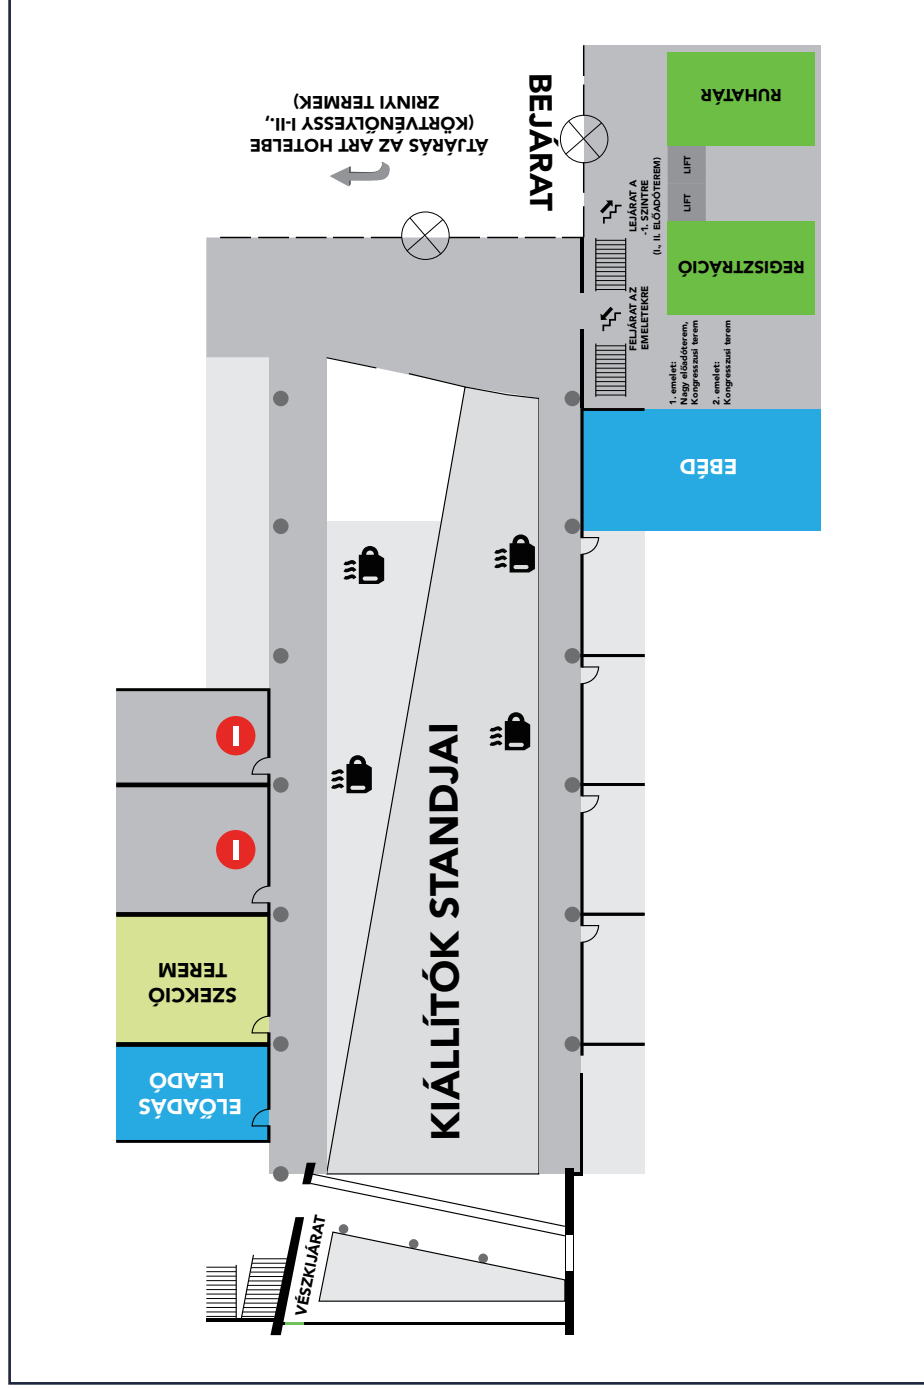 ÁTJÁRÁS AZ ART HOTELBE
(KÖRTVÉNŐLYESSY I-II.,
ZRINYI TERMEK)
BEJÁRAT
RUHATÁR
LIFT
LIFT
LEJÁRAT A
-1. SZINTRE
(I., II. ELŐADÓTEREM)
REGISZTRÁCIÓ
FELJÁRAT AZ
EMELETEKRE
1. emelet:
Nagy előadóterem,
Kongresszusi terem
2. emelet:
Kongresszusi terem
EBÉD
KIÁLLÍTÓK STANDJAI
SZEKCIÓ
TEREM
ELŐADÁS
LEADÓ
VÉSZKIJÁRAT